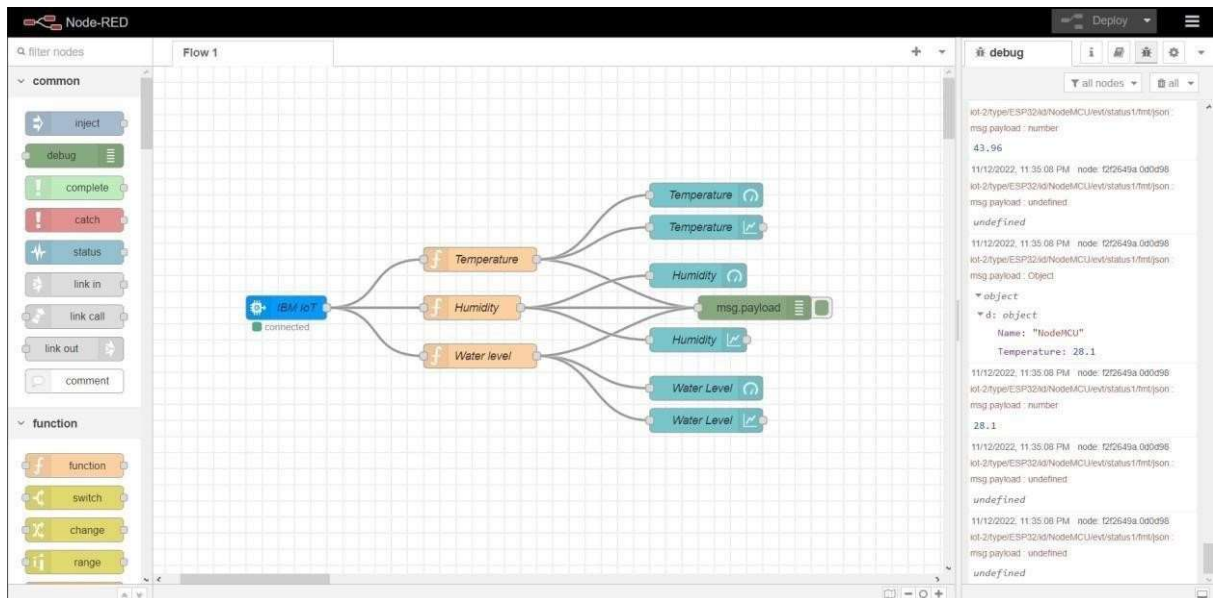 Node-RED
Deploy
filter nodes
common
inject
debug
complete
catch
status
link in
link call
link out
comment
function
function
switch
change
range
Flow 1
IBM IoT
connected
Temperature
Humidity
Water level
Temperature
Temperature
Humidity
msg.payload
Humidity
Water Level
Water Level
debug
i
all nodes
all
iot-2/type/ESP32/id/NodeMCU/evt/status1/fmt/json :
msg.payload : number
43.96
11/12/2022, 11:35:08 PM node: f2f2649a.0d0d98
iot-2/type/ESP32/id/NodeMCU/evt/status1/fmt/json :
msg.payload : undefined
undefined
11/12/2022, 11:35:08 PM node: f2f2649a.0d0d98
iot-2/type/ESP32/id/NodeMCU/evt/status1/fmt/json :
msg.payload : Object
object
d: object
Name: "NodeMCU"
Temperature: 28.1
11/12/2022, 11:35:08 PM node: f2f2649a.0d0d98
iot-2/type/ESP32/id/NodeMCU/evt/status1/fmt/json :
msg.payload : number
28.1
11/12/2022, 11:35:08 PM node: f2f2649a.0d0d98
iot-2/type/ESP32/id/NodeMCU/evt/status1/fmt/json :
msg.payload : undefined
undefined
11/12/2022, 11:35:08 PM node: f2f2649a.0d0d98
iot-2/type/ESP32/id/NodeMCU/evt/status1/fmt/json :
msg.payload : undefined
undefined